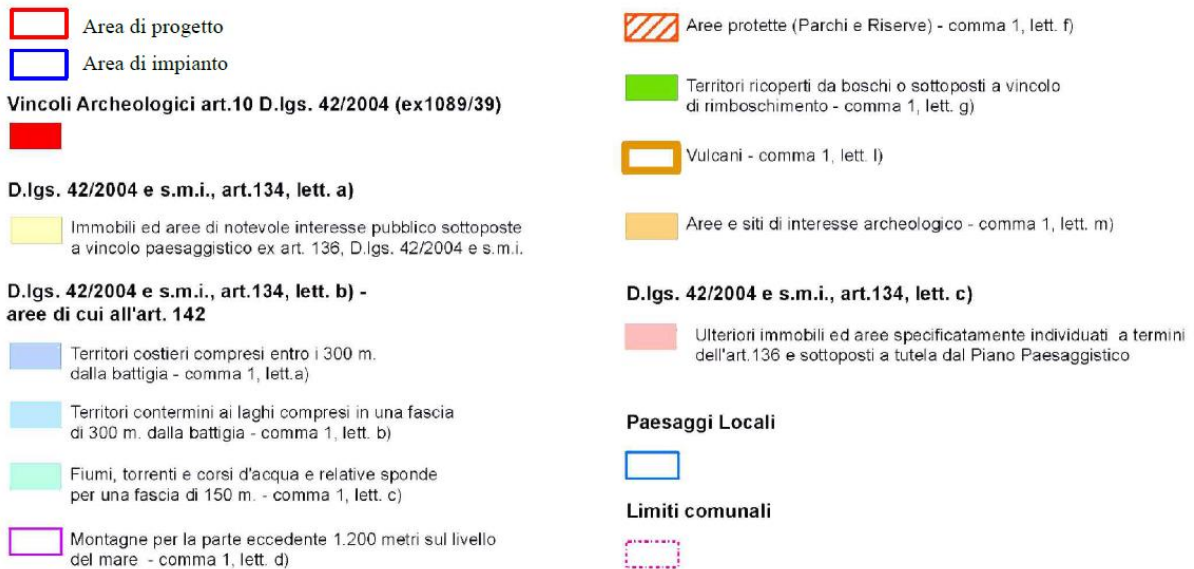 Area di progetto
Area di impianto
Vincoli Archeologici art.10 D.lgs. 42/2004 (ex1089/39)
D.lgs. 42/2004 e s.m.i., art.134, lett. a)
Immobili ed aree di notevole interesse pubblico sottoposte
a vincolo paesaggistico ex art. 136, D.lgs. 42/2004 e s.m.i.
D.lgs. 42/2004 e s.m.i., art.134, lett. b) -
aree di cui all'art. 142
Territori costieri compresi entro i 300 m.
dalla battigia - comma 1, lett.a)
Territori contermini ai laghi compresi in una fascia
di 300 m. dalla battigia - comma 1, lett. b)
Fiumi, torrenti e corsi d'acqua e relative sponde
per una fascia di 150 m. - comma 1, lett. c)
Montagne per la parte eccedente 1.200 metri sul livello
del mare - comma 1, lett. d)
Aree protette (Parchi e Riserve) - comma 1, lett. f)
Territori ricoperti da boschi o sottoposti a vincolo
di rimboschimento - comma 1, lett. g)
Vulcani - comma 1, lett. l)
Aree e siti di interesse archeologico - comma 1, lett. m)
D.lgs. 42/2004 e s.m.i., art.134, lett. c)
Ulteriori immobili ed aree specificatamente individuati a termini
dell'art.136 e sottoposti a tutela dal Piano Paesaggistico
Paesaggi Locali
Limiti comunali